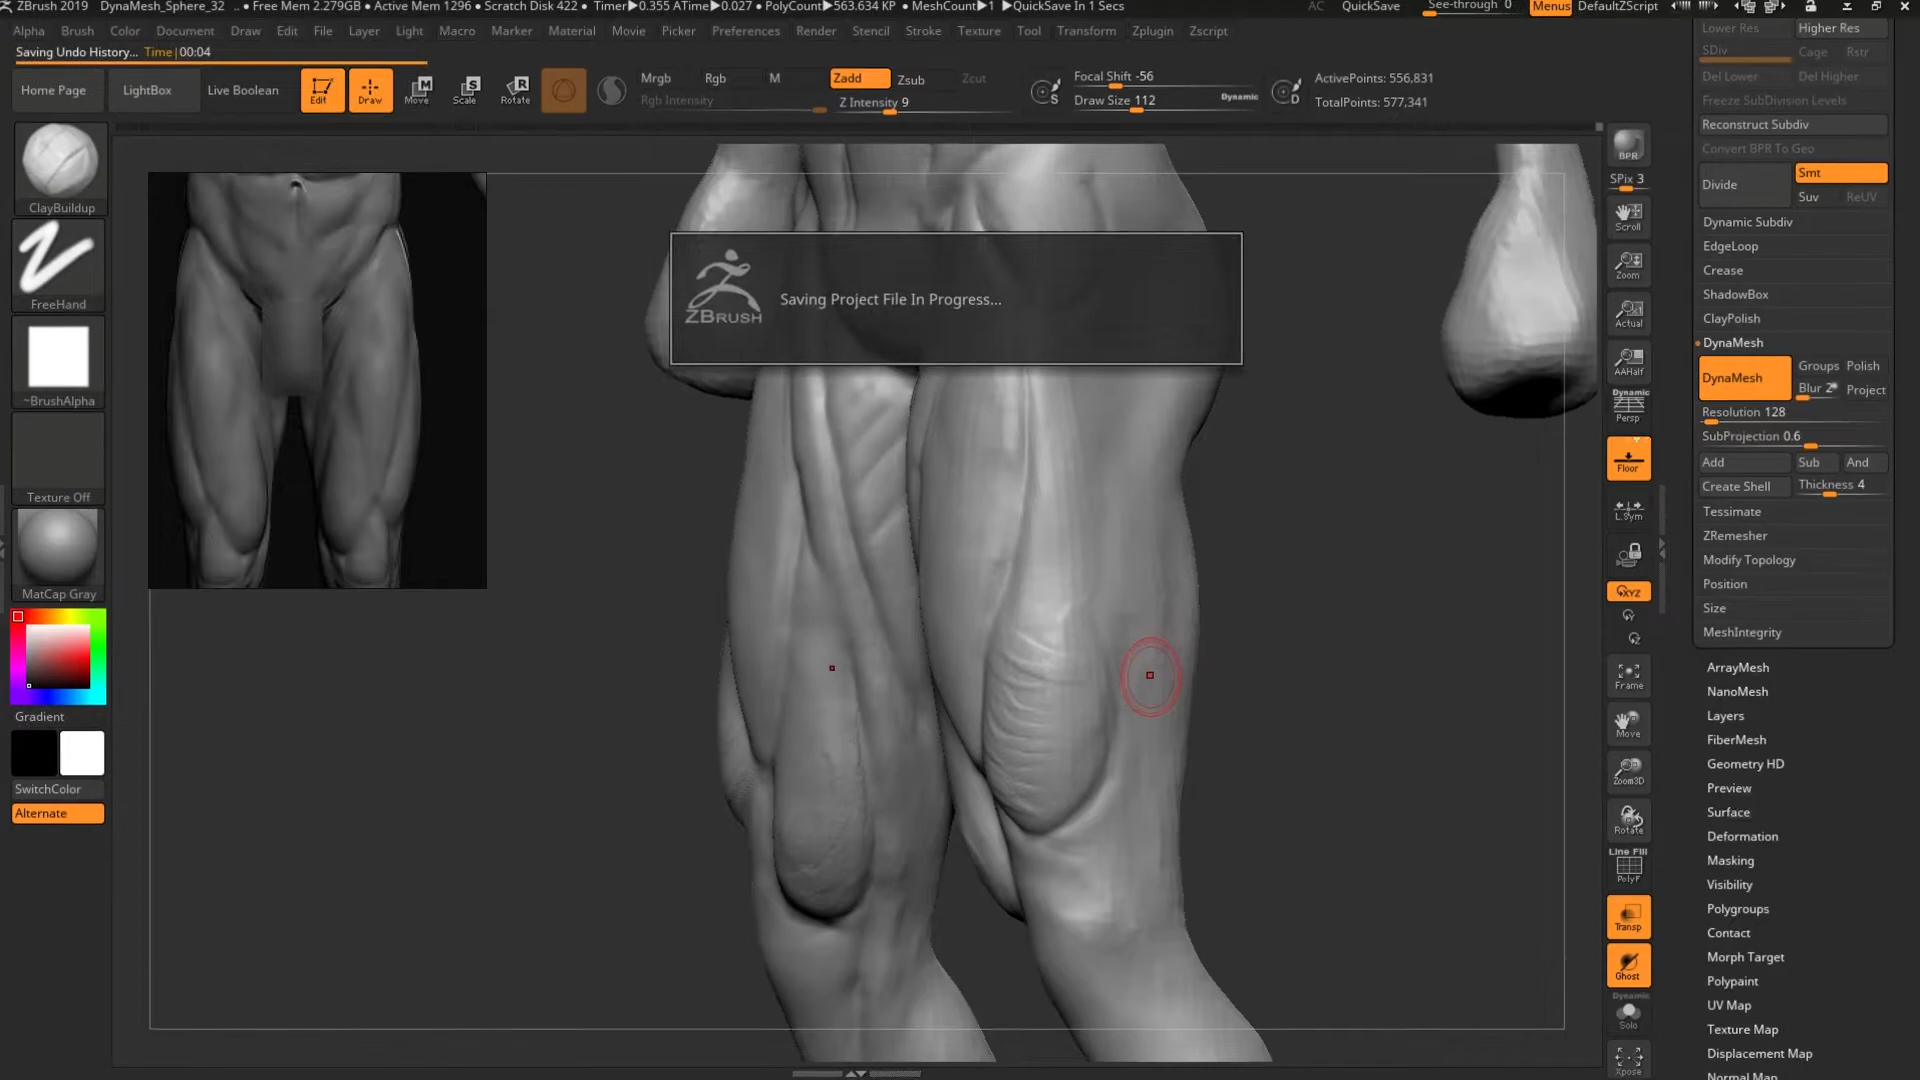 ZBrush 2019 DynaMesh_Sphere_32 .. • Free Mem 2.279GB • Active Mem 1296 • Scratch Disk 422 • Timer▶0.355 ATime▶0.027 • PolyCount▶563.634 KP • MeshCount▶1 ▶QuickSave In 1 Secs AC QuickSave See-through 0 Menus DefaultZScript
Alpha Brush Color Document Draw Edit File Layer Light Macro Marker Material Movie Picker Preferences Render Stencil Stroke Texture Tool Transform Zplugin Zscript
Saving Undo History... Time|00:04
Home Page LightBox Live Boolean Edit Draw Move Scale Rotate
Mrgb Rgb M Zadd Zsub Zcut
Rgb Intensity Z Intensity 9
S Focal Shift -56
Draw Size 112 Dynamic D
ActivePoints: 556,831
TotalPoints: 577,341
ClayBuildup
FreeHand
~BrushAlpha
Texture Off
MatCap Gray
Gradient
SwitchColor
Alternate
ZBRUSH
Saving Project File In Progress...
BPR
SPix 3
Scroll
Zoom
Actual
AAHalf
Dynamic
Persp
Floor
L.Sym
XYZ
Frame
Move
Zoom3D
Rotate
Line Fill
PolyF
Transp
Ghost
Dynamic
Solo
Xpose
Lower Res Higher Res
SDiv Cage Rstr
Del Lower Del Higher
Freeze SubDivision Levels
Reconstruct Subdiv
Convert BPR To Geo
Divide Smt
Suv ReUV
Dynamic Subdiv
EdgeLoop
Crease
ShadowBox
ClayPolish
DynaMesh
DynaMesh Groups Polish
Blur 2 Project
Resolution 128
SubProjection 0.6
Add Sub And
Create Shell Thickness 4
Tessimate
ZRemesher
Modify Topology
Position
Size
MeshIntegrity
ArrayMesh
NanoMesh
Layers
FiberMesh
Geometry HD
Preview
Surface
Deformation
Masking
Visibility
Polygroups
Contact
Morph Target
Polypaint
UV Map
Texture Map
Displacement Map
Normal Map